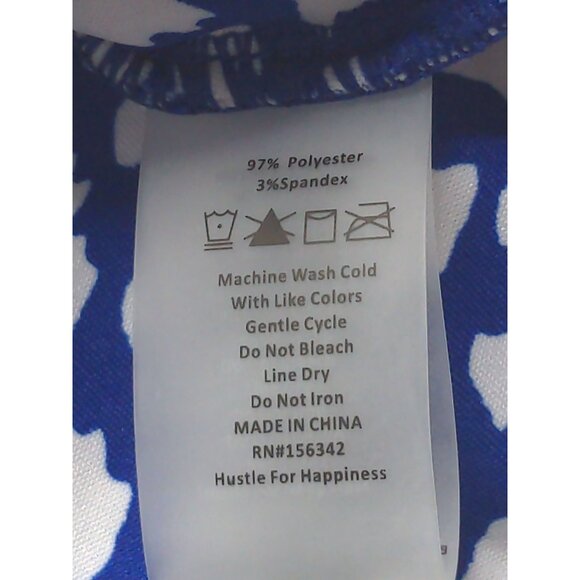 97% Polyester
3%Spandex
Machine Wash Cold
With Like Colors
Gentle Cycle
Do Not Bleach
Line Dry
Do Not Iron
MADE IN CHINA
RN#156342
Hustle For Happiness